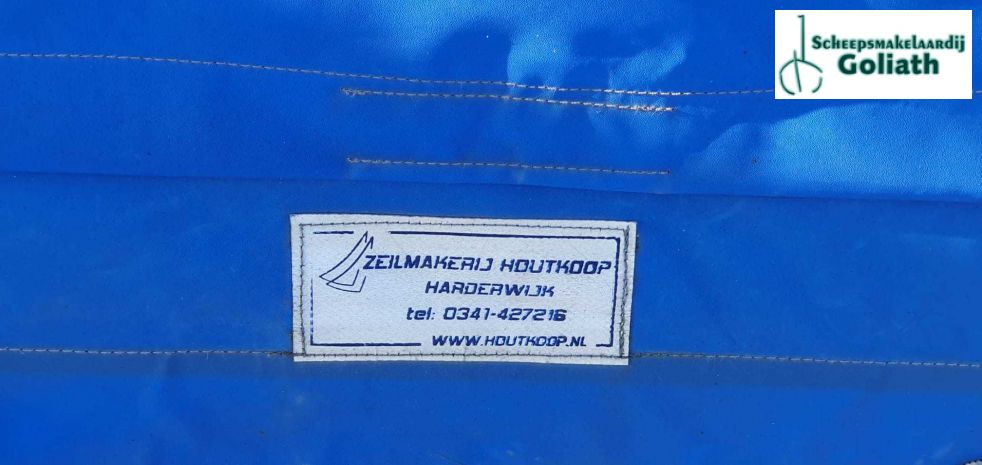 Scheepsmakelaardij
Goliath
ZEILMAKERIJ HOUTKOOP
HARDERWIJK
tel: 0341-427216
WWW.HOUTKOOP.NL